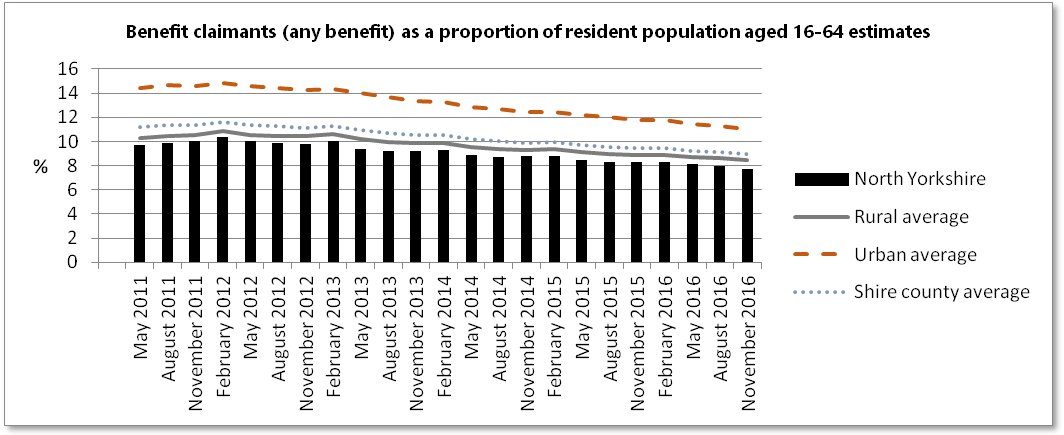 Benefit claimants (any benefit) as a proportion of resident population aged 16-64 estimates
16
14
12
10
8
6
4
2
0
%
May 2011
August 2011
November 2011
February 2012
May 2012
August 2012
November 2012
February 2013
May 2013
August 2013
November 2013
February 2014
May 2014
August 2014
November 2014
February 2015
May 2015
August 2015
November 2015
February 2016
May 2016
August 2016
November 2016
North Yorkshire
Rural average
Urban average
Shire county average